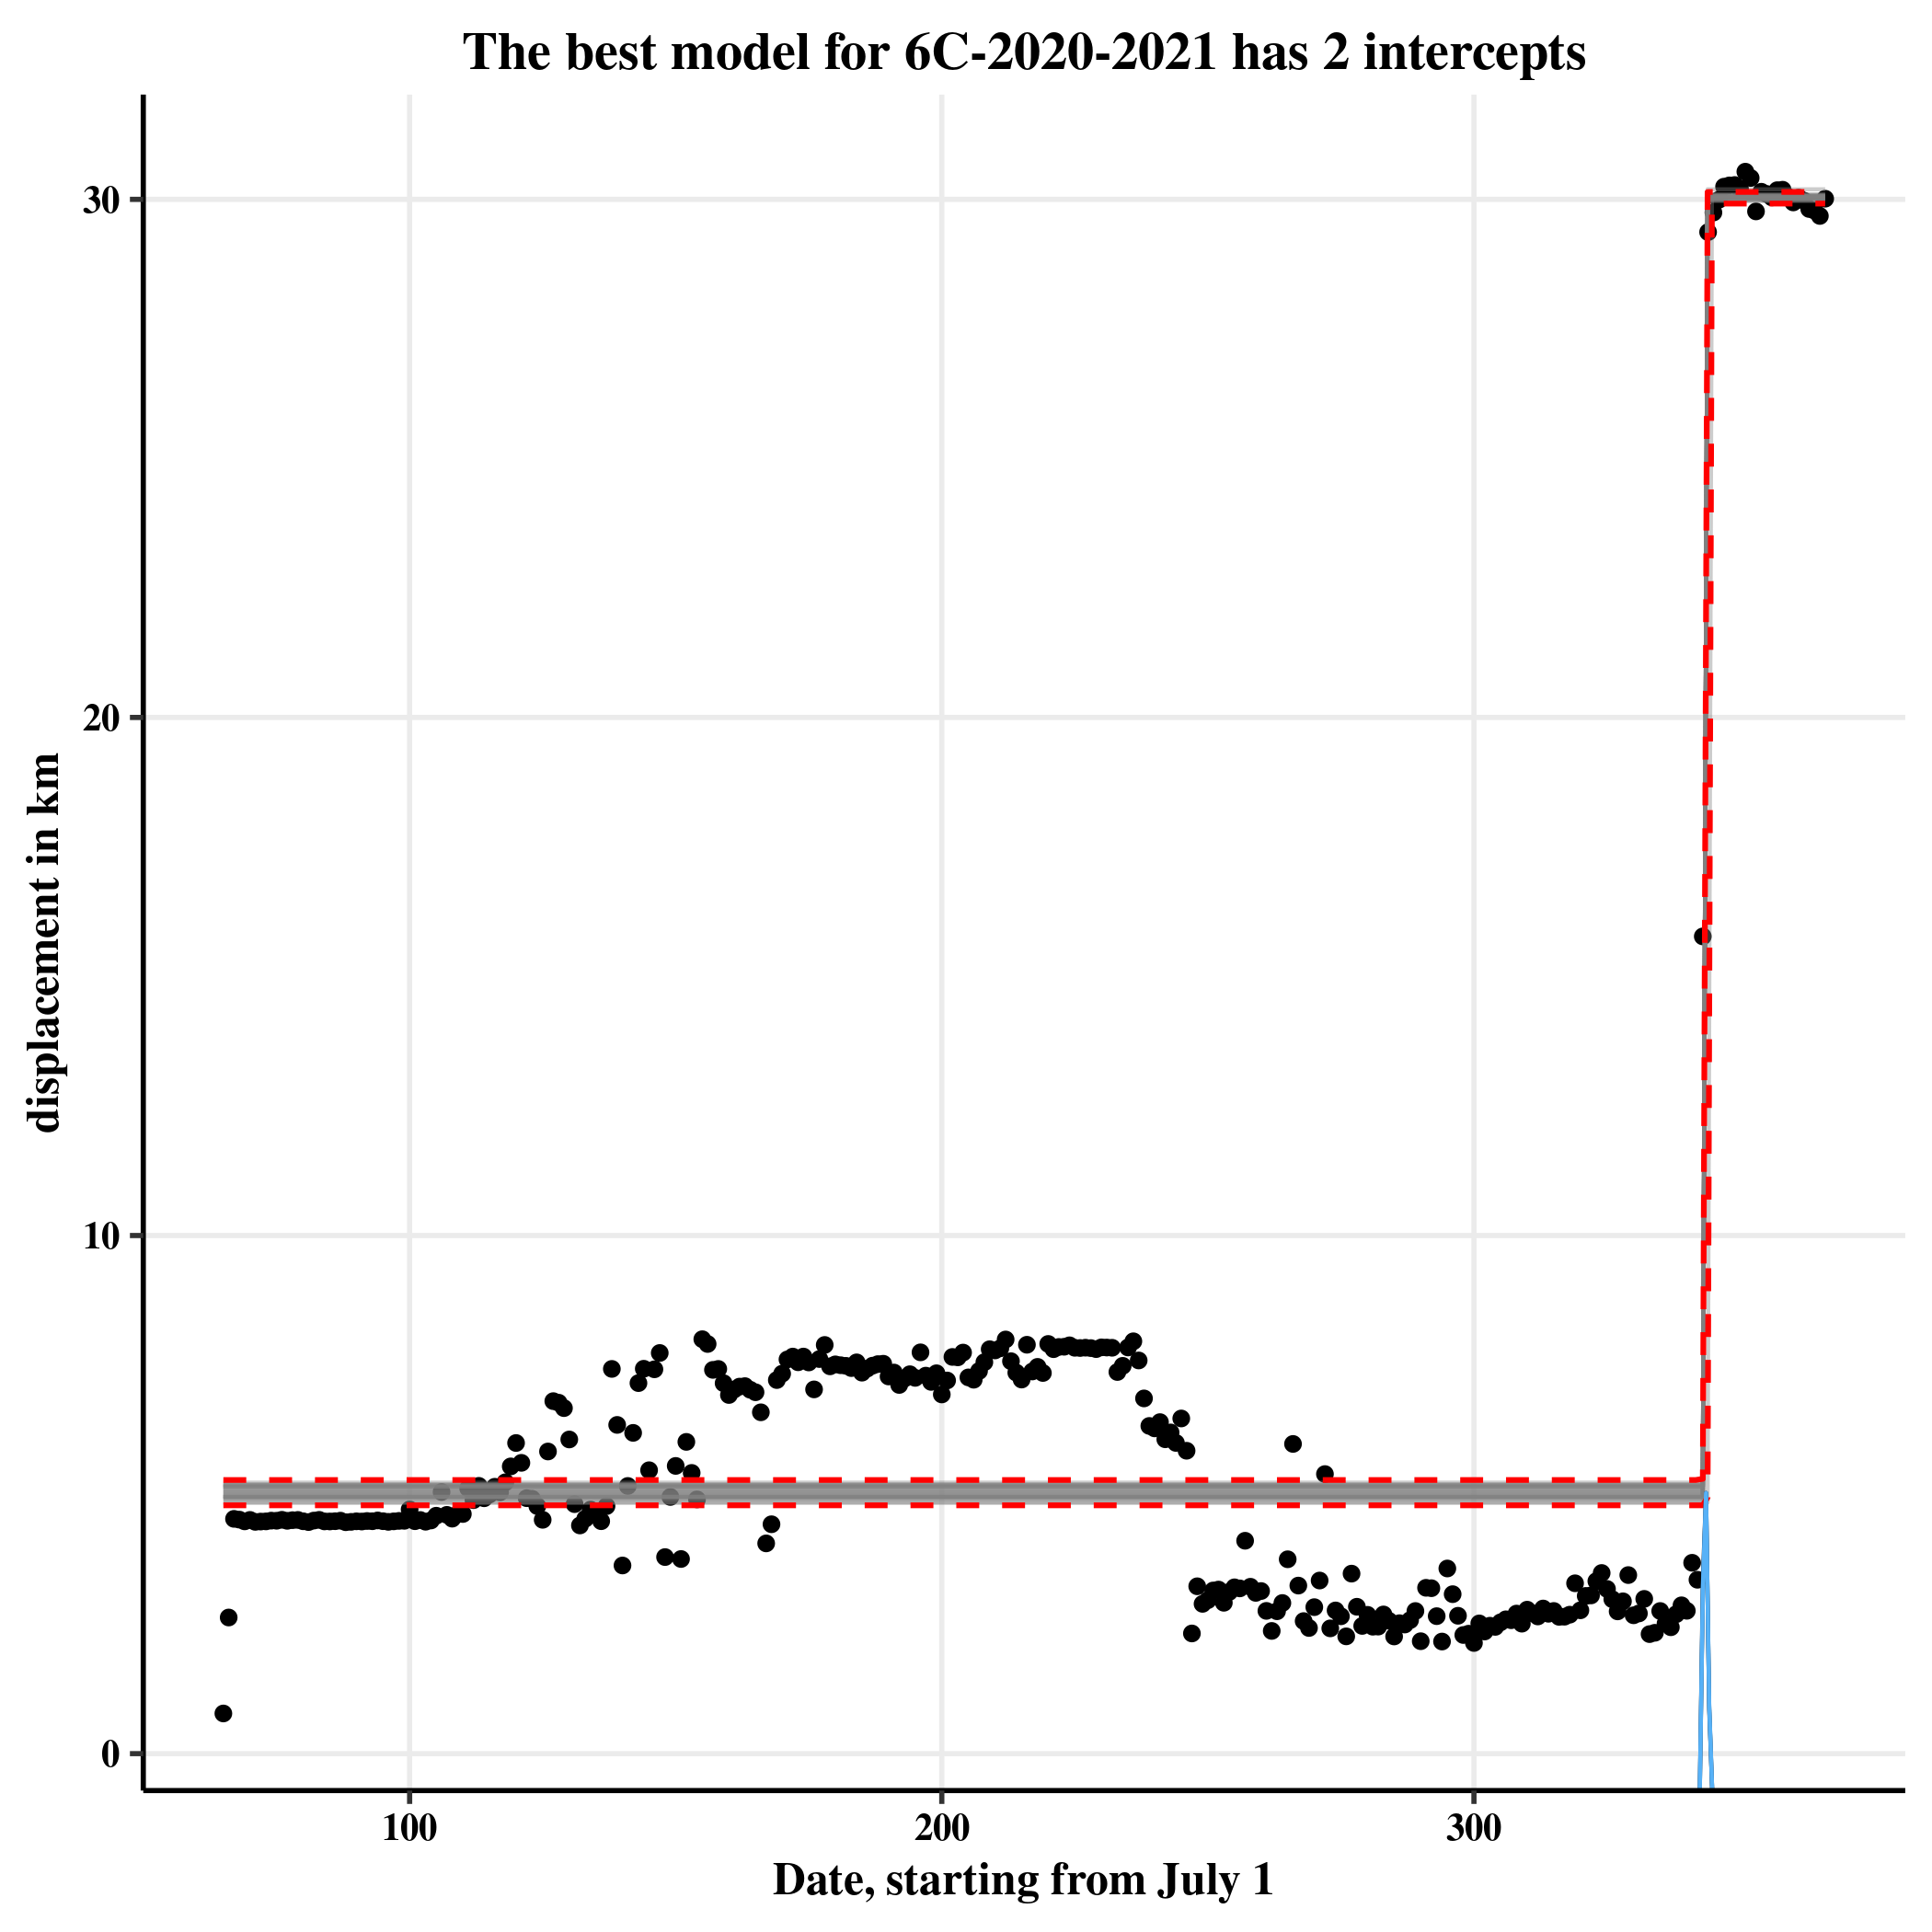 The best model for 6C-2020-2021 has 2 intercepts
30
20
10
0
displacement in km
100 200 300
Date, starting from July 1